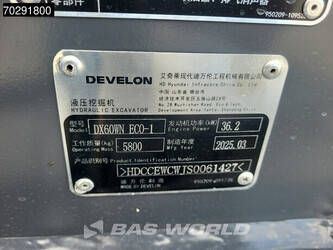 70291800
950209-1095
DEVELON
艾奇蒂现代迪万伦工程机械有限公司
HD Hyundai Infracore China Co., Ltd.
中国 山东省 烟台市
液压挖掘机
HYDRAULIC EXCAVATOR
型号
Model
DX60WN ECO-1
发动机功率(kW)
Engine Power
36.2
工作质量
Operating Mass
5800
制造年度
Mfg Year
2025.03
产品识别号 Product Identification Number
>HDCCEWCWJS0061427<
MADE BY DEVELON
BAS WORLD